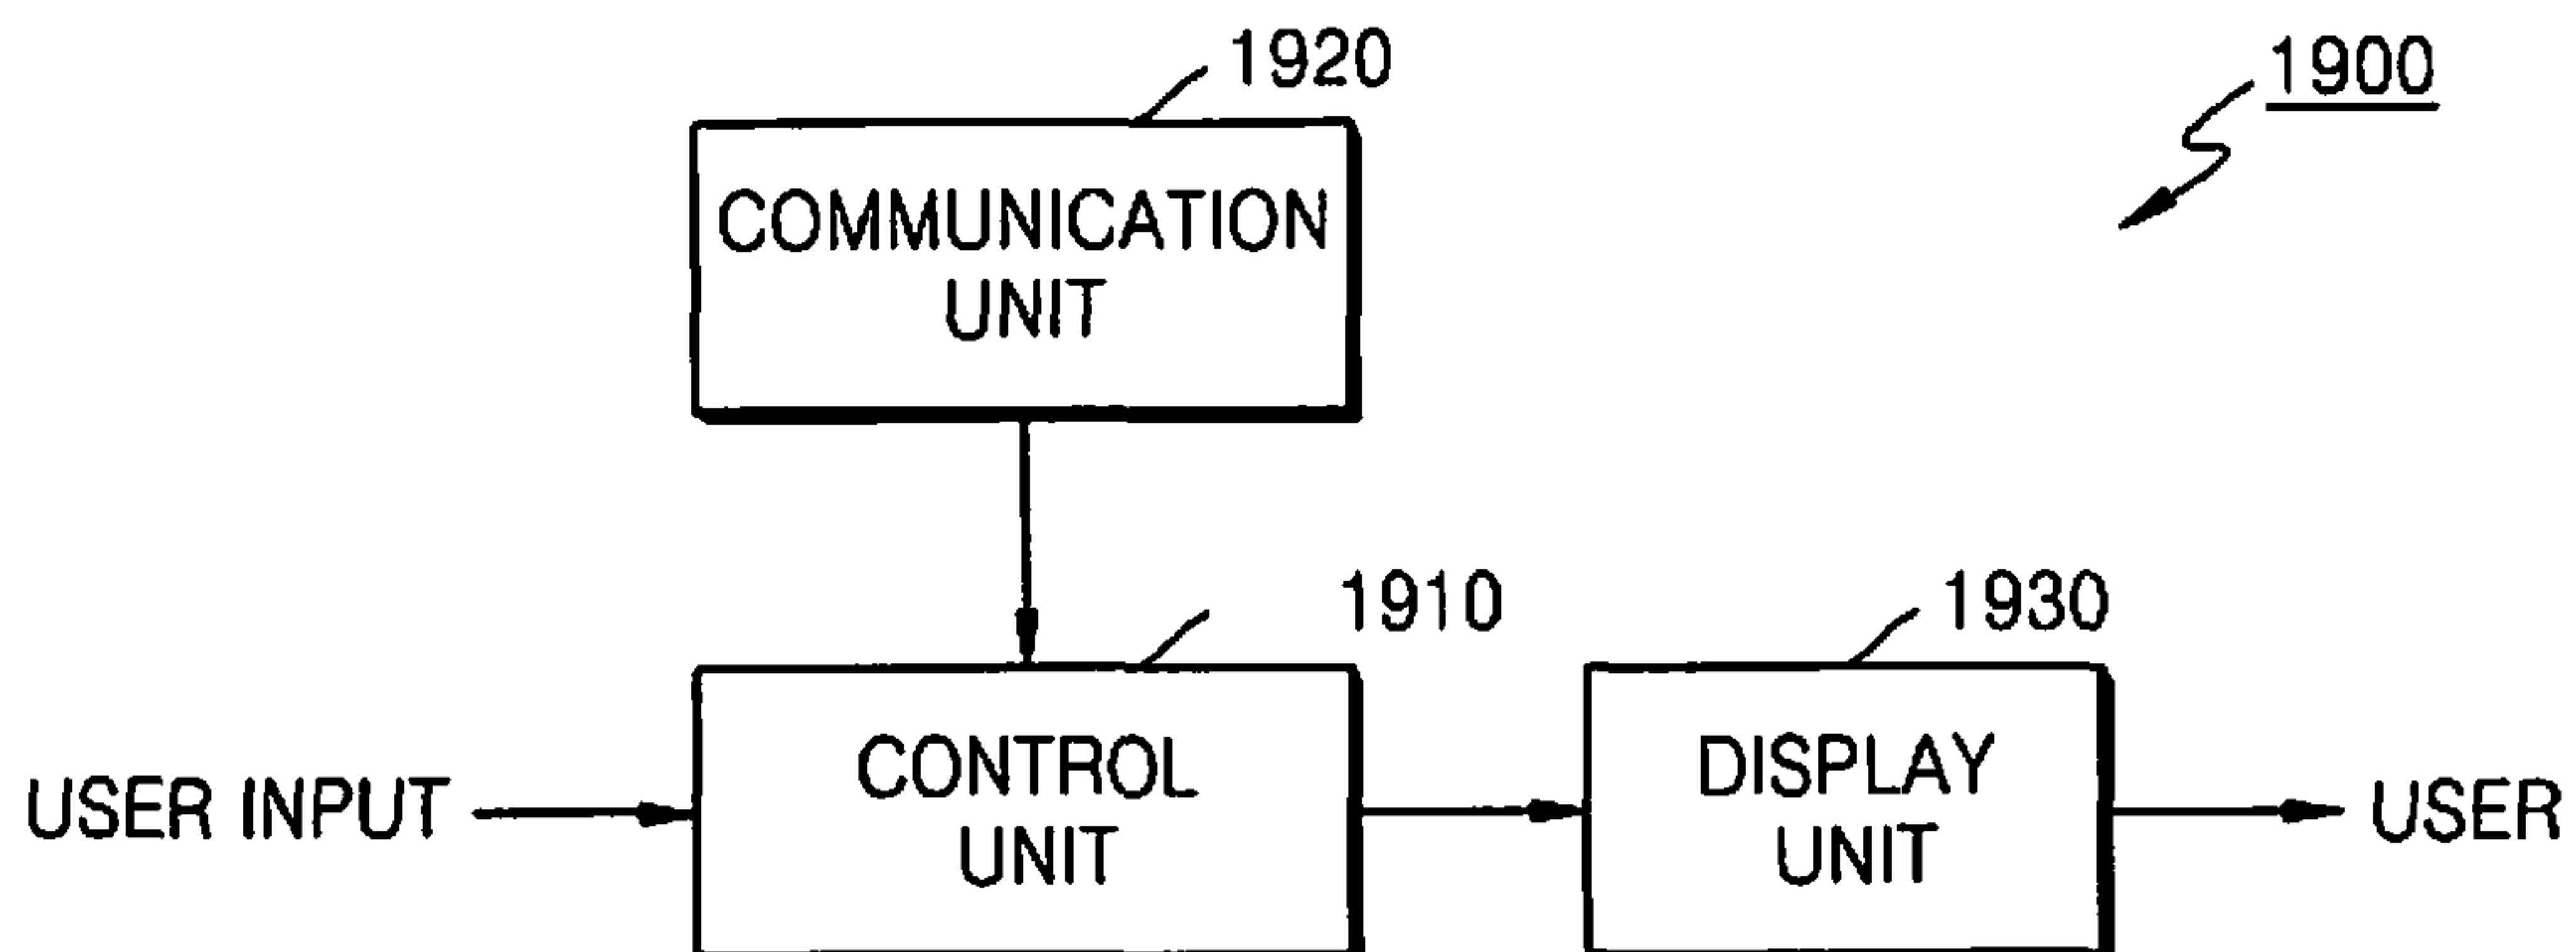 1920
1900
COMMUNICATION
UNIT
1910
1930
USER INPUT
CONTROL
UNIT
DISPLAY
UNIT
USER